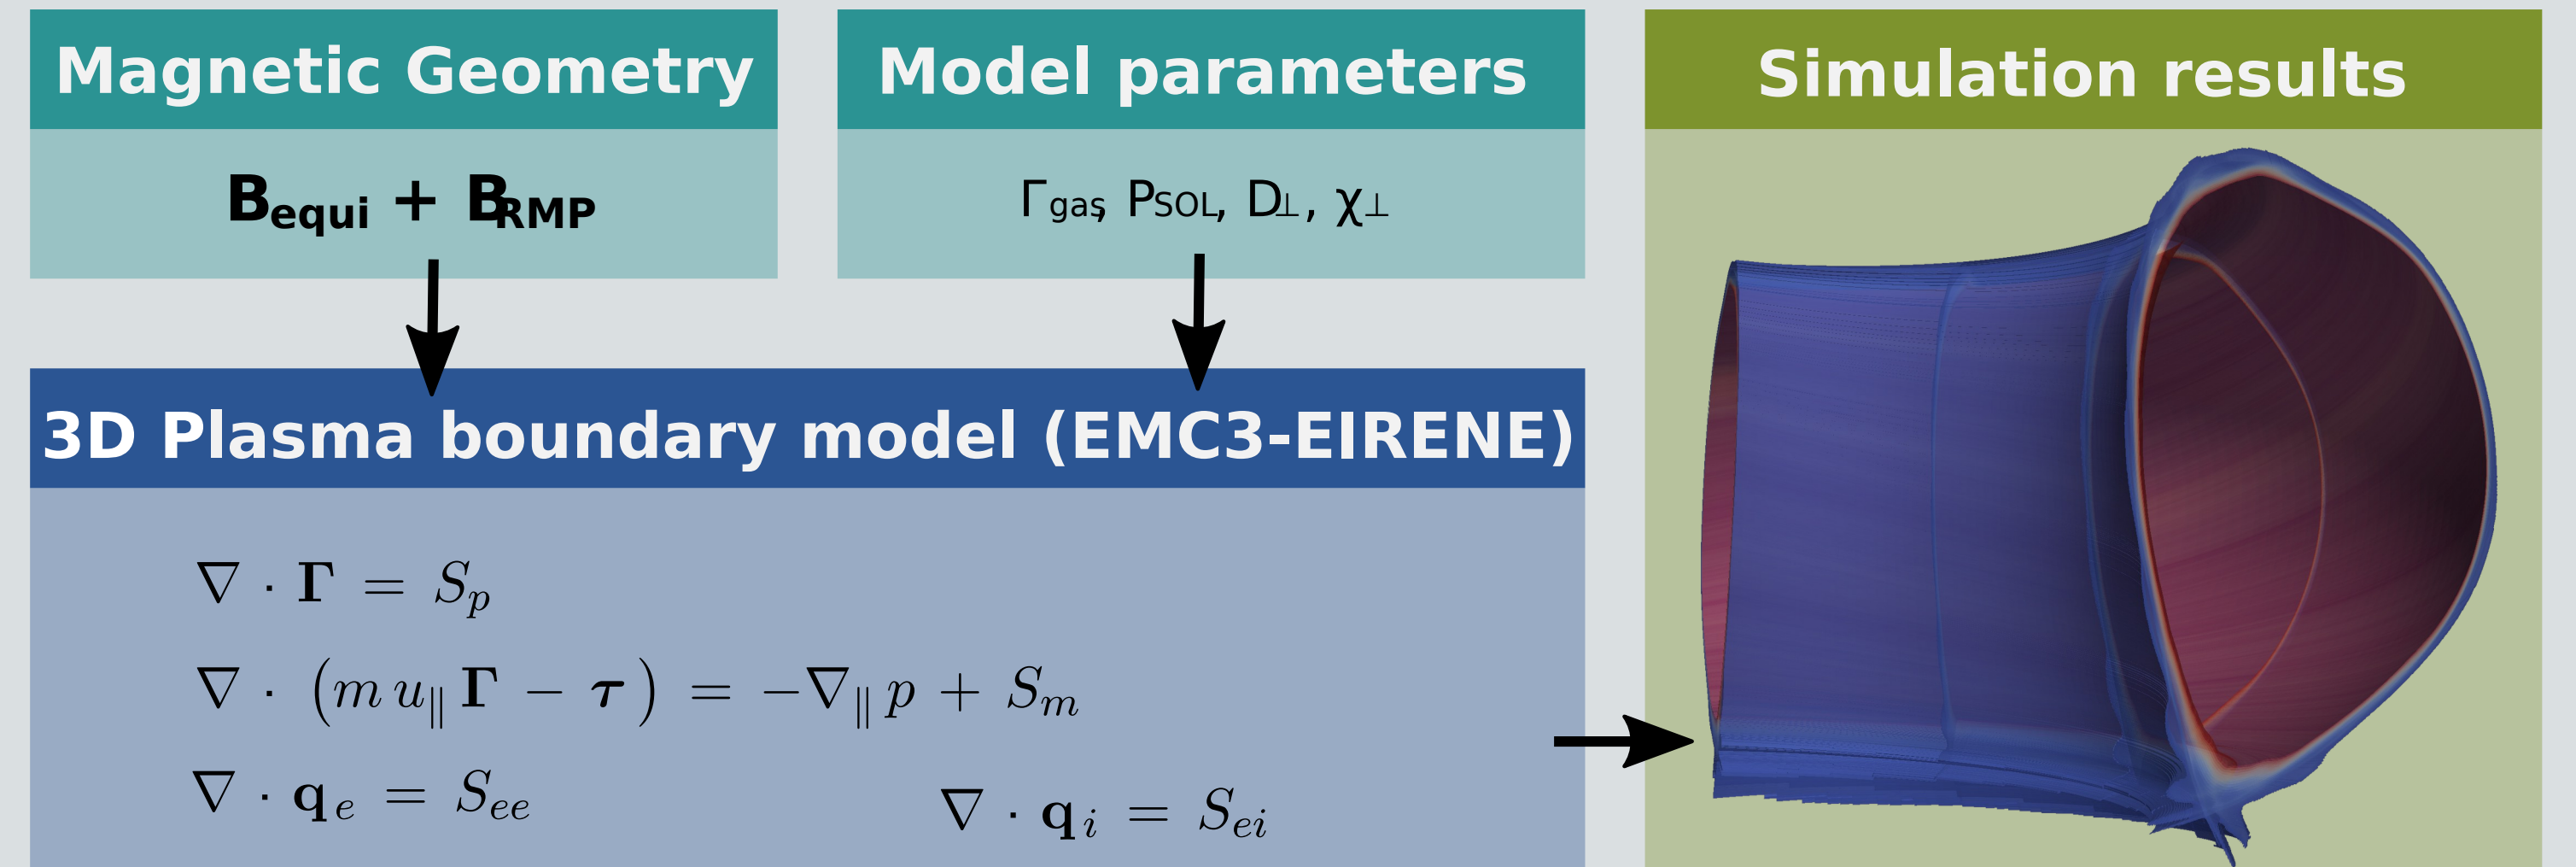 Magnetic Geometry
B_equi + B_RMP
Model parameters
Γ_gas, P_SOL, D_⊥, χ_⊥
Simulation results
3D Plasma boundary model (EMC3-EIRENE)
∇ · Γ = S_p
∇ · (m u_∥ Γ − τ) = −∇_∥ p + S_m
∇ · q_e = S_ee
∇ · q_i = S_ei